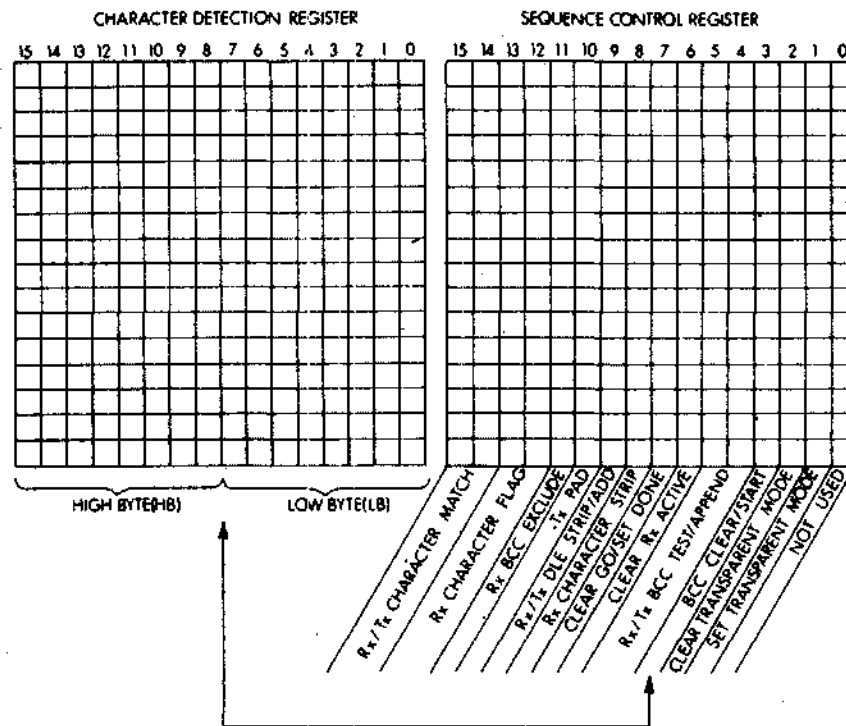 CHARACTER DETECTION REGISTER
SEQUENCE CONTROL REGISTER
15 14 13 12 11 10 9 8 7 6 5 4 3 2 1 0
15 14 13 12 11 10 9 8 7 6 5 4 3 2 1 0
HIGH BYTE(HB)
LOW BYTE(LB)
Rx/Tx CHARACTER MATCH
Rx CHARACTER FLAG
Rx BCC EXCLUDE
Tx PAD
Rx/Tx DLE STRIP/ADD
Rx CHARACTER STRIP
CLEAR GO/SET DONE
CLEAR Rx ACTIVE
Rx/Tx BCC TEST/APPEND
BCC CLEAR/START
CLEAR TRANSPARENT MODE
SET TRANSPARENT MODE
NOT USED